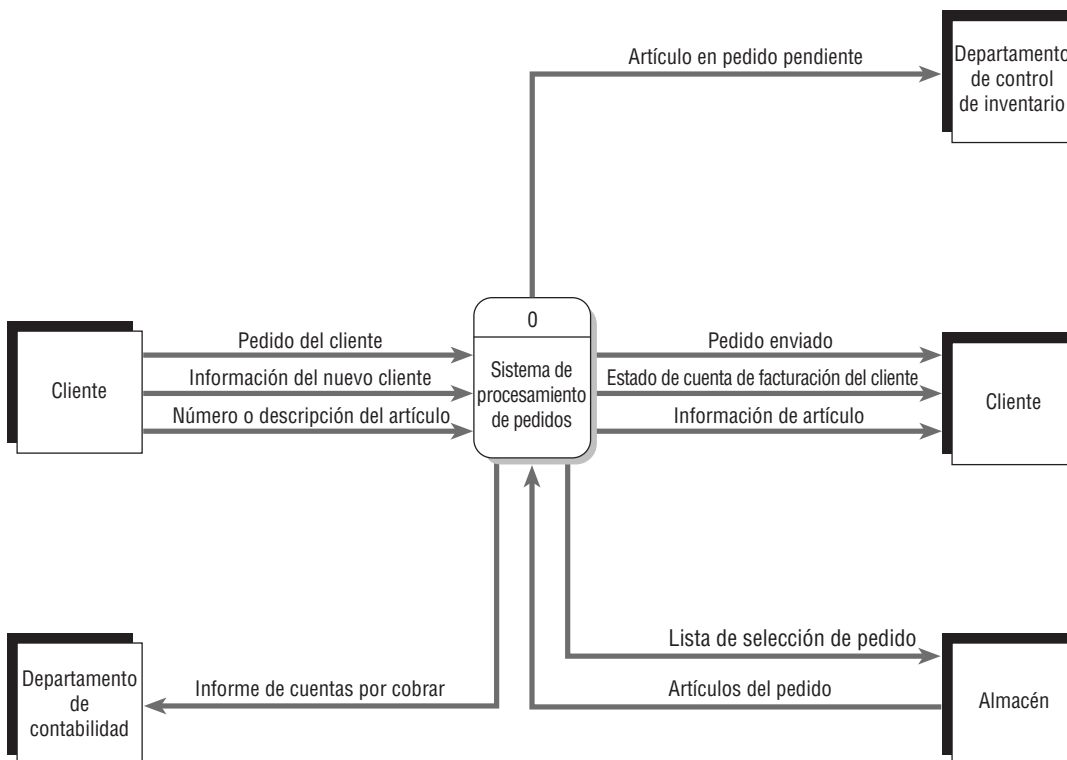 Artículo en pedido pendiente
Departamento
de control
de inventario
Cliente
Pedido del cliente
Información del nuevo cliente
Número o descripción del artículo
0
Sistema de
procesamiento
de pedidos
Pedido enviado
Estado de cuenta de facturación del cliente
Información de artículo
Cliente
Departamento
de
contabilidad
Informe de cuentas por cobrar
Lista de selección de pedido
Artículos del pedido
Almacén